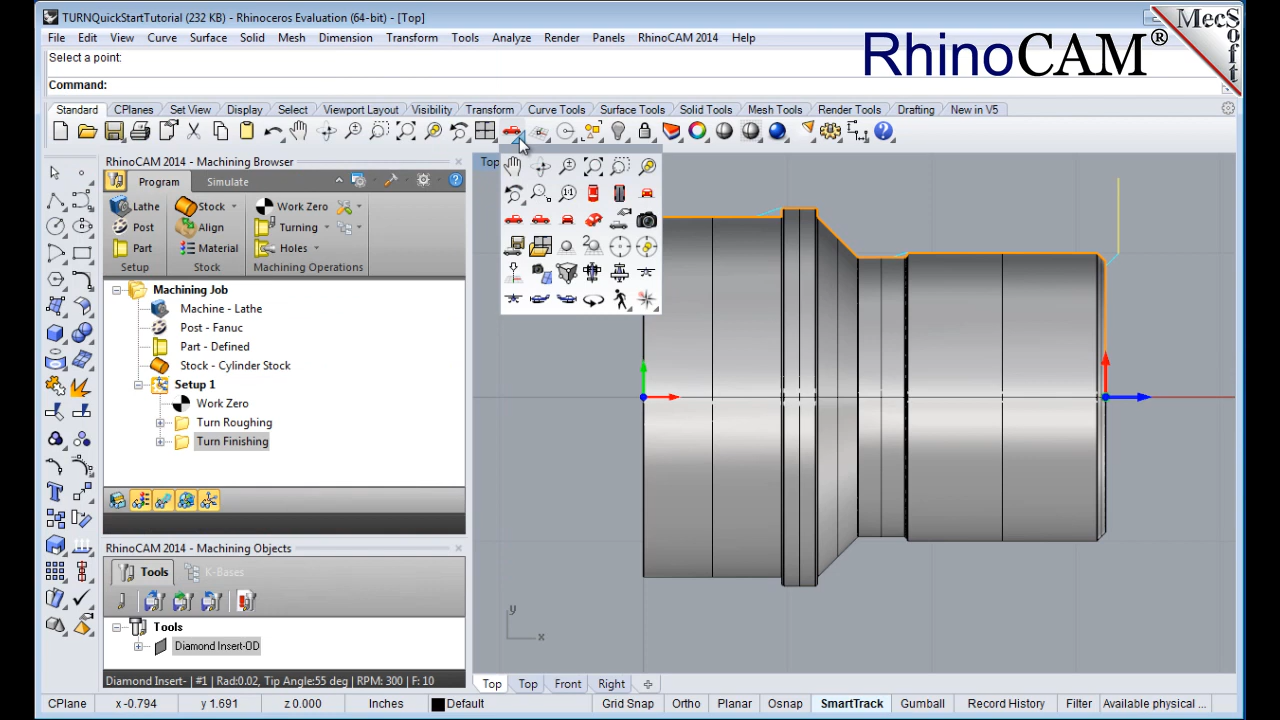 TURNQuickStartTutorial (232 KB) - Rhinoceros Evaluation (64-bit) - [Top]
MecSoft
RhinoCAM®
File Edit View Curve Surface Solid Mesh Dimension Transform Tools Analyze Render Panels RhinoCAM 2014 Help
Select a point:
Command:
Standard CPlanes Set View Display Select Viewport Layout Visibility Transform Curve Tools Surface Tools Solid Tools Mesh Tools Render Tools Drafting New in V5
RhinoCAM 2014 - Machining Browser
Top
Program Simulate
Lathe Stock Work Zero
Post Align Turning
Part Material Holes
Setup Stock Machining Operations
Machining Job
Machine - Lathe
Post - Fanuc
Part - Defined
Stock - Cylinder Stock
Setup 1
Work Zero
Turn Roughing
Turn Finishing
RhinoCAM 2014 - Machining Objects
Tools K-Bases
Tools
Diamond Insert-OD
Diamond Insert- | #1 | Rad:0.02, Tip Angle:55 deg | RPM: 300 | F: 10
y
x
Top Top Front Right
CPlane x -0.794 y 1.691 z 0.000 Inches Default Grid Snap Ortho Planar Osnap SmartTrack Gumball Record History Filter Available physical ...